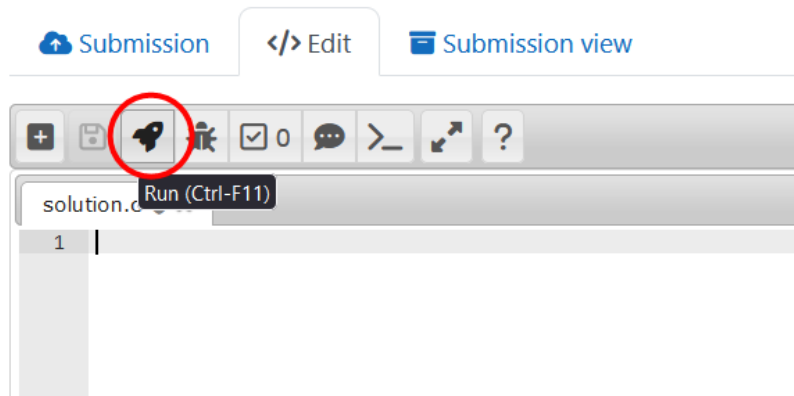 Submission </> Edit Submission view
0 >_ ?
Run (Ctrl-F11)
solution.c
1